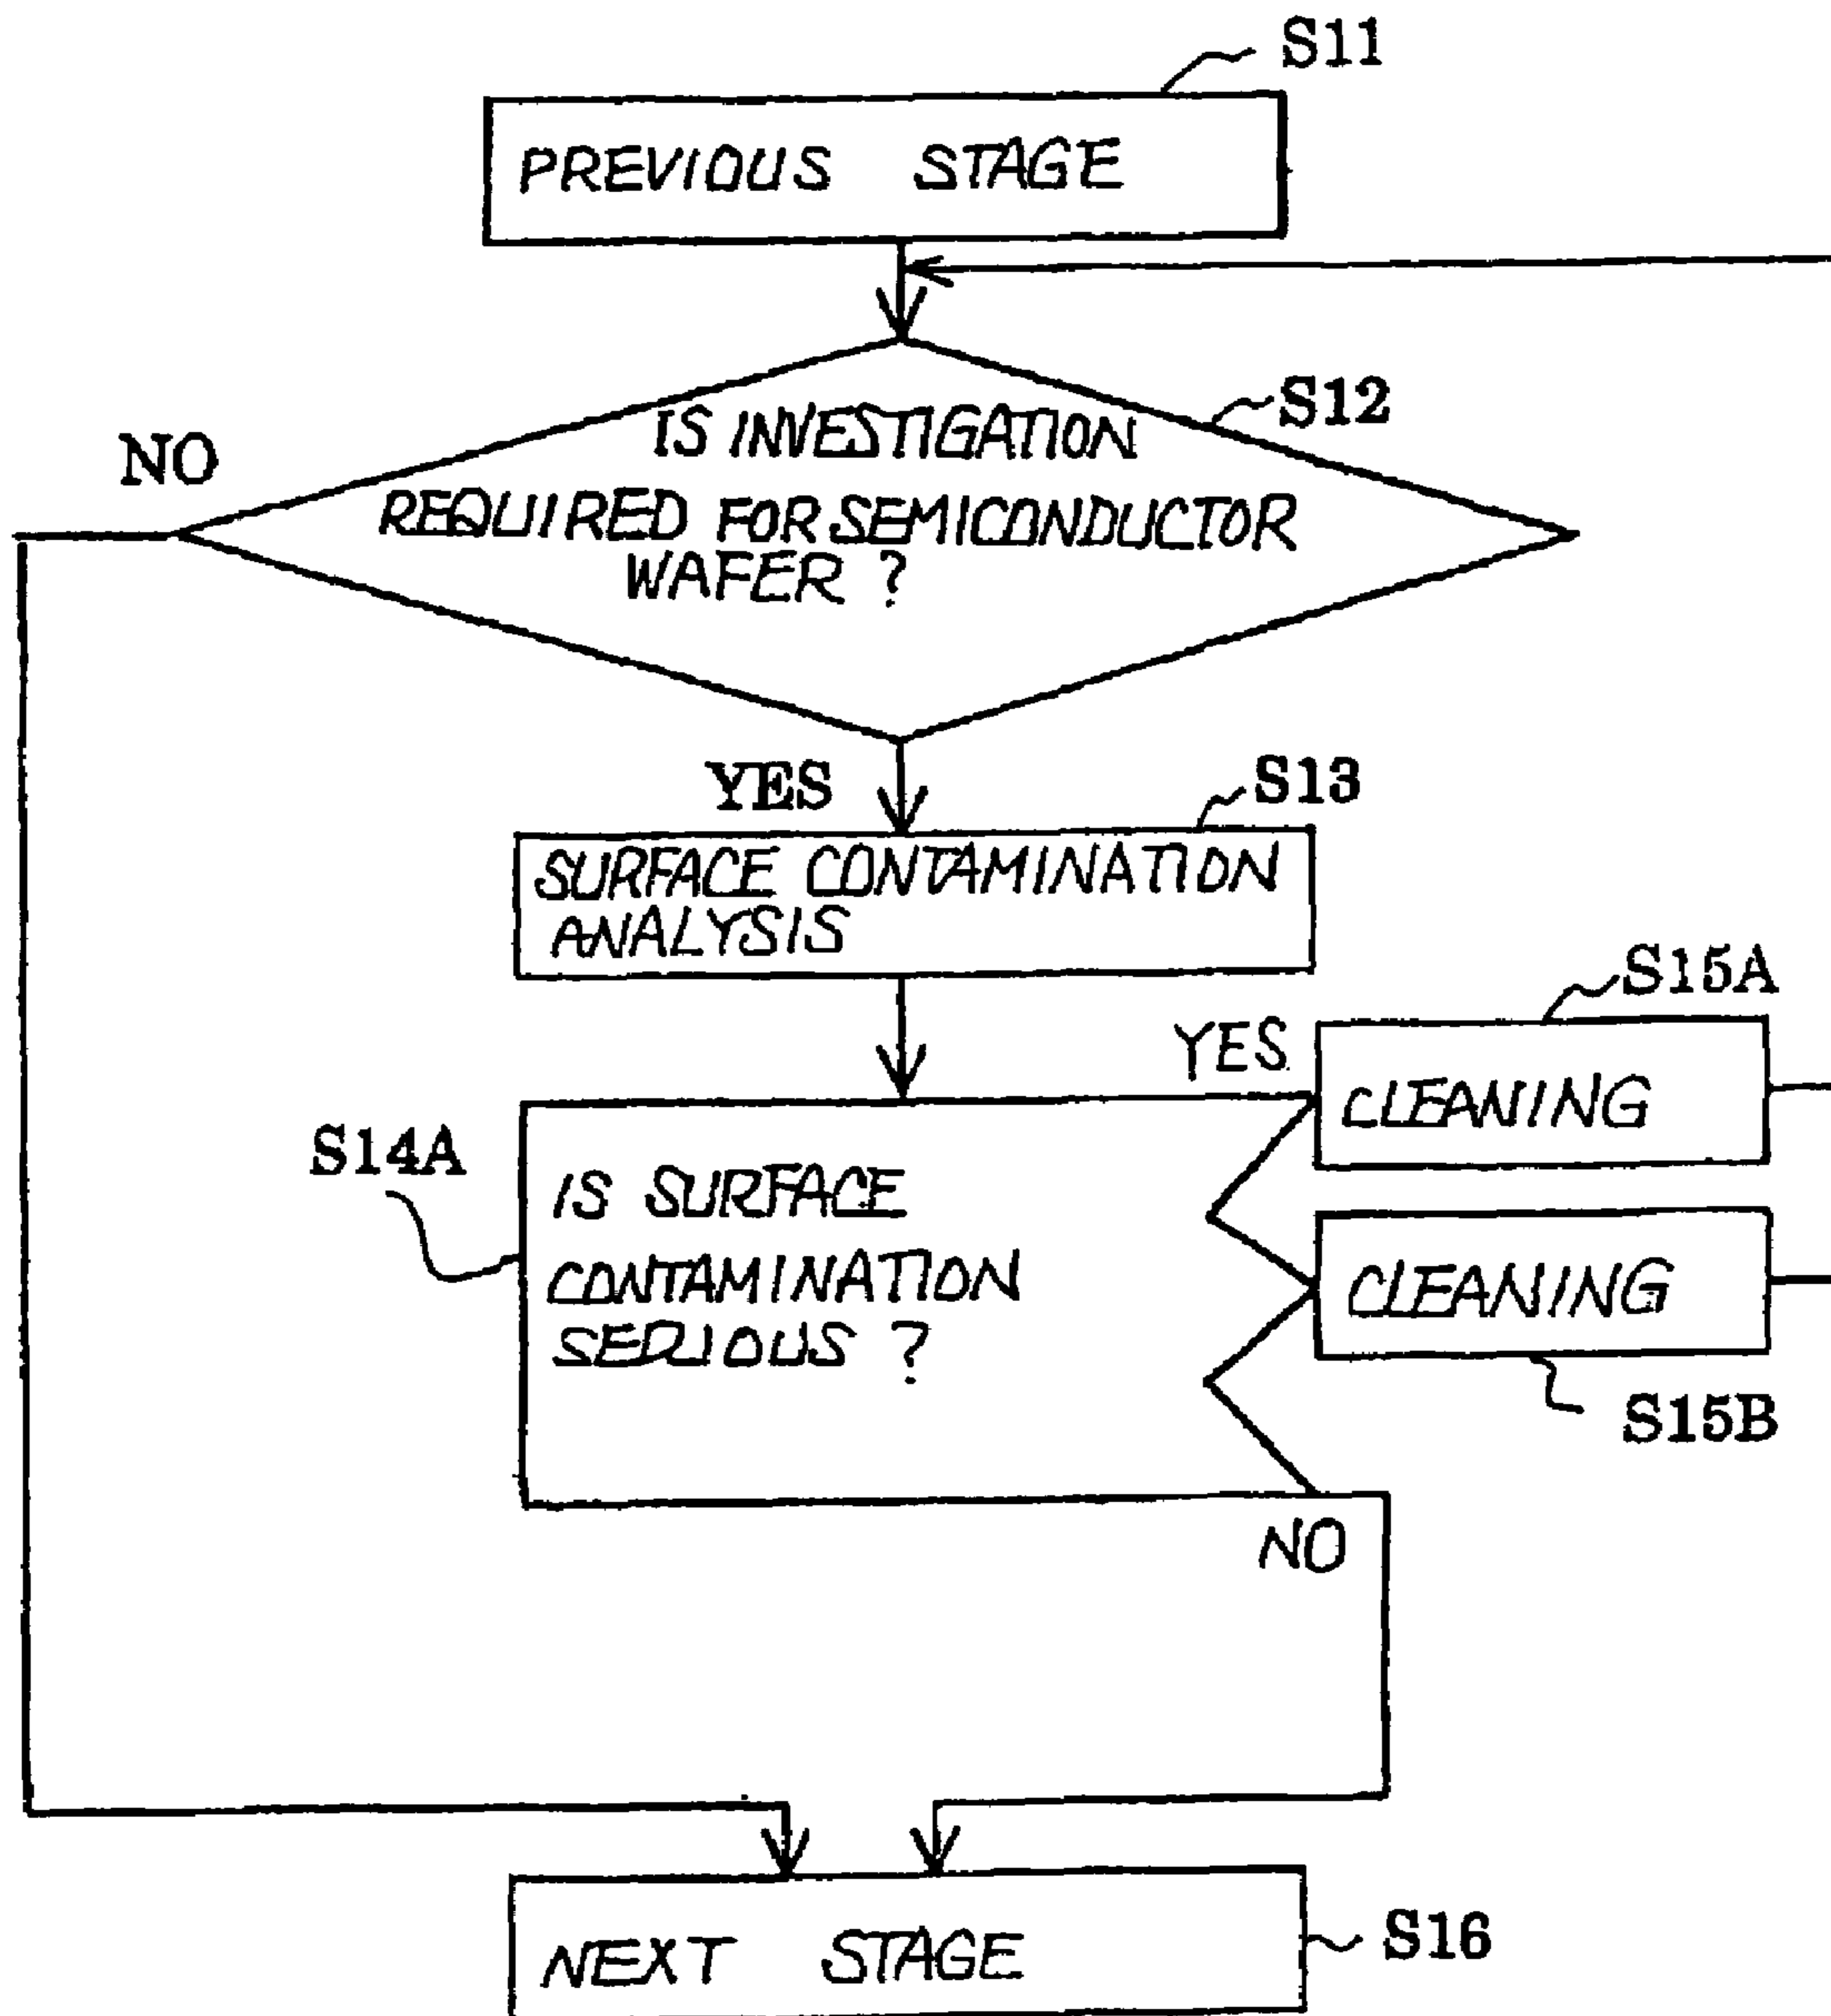 S11
PREVIOUS STAGE
S12
NO
IS INVESTIGATION
REQUIRED FOR SEMICONDUCTOR
WAFER ?
YES
S13
SURFACE CONTAMINATION
ANALYSIS
S15A
YES
CLEANING
S14A
IS SURFACE
CONTAMINATION
SERIOUS ?
CLEANING
S15B
NO
NEXT STAGE
S16